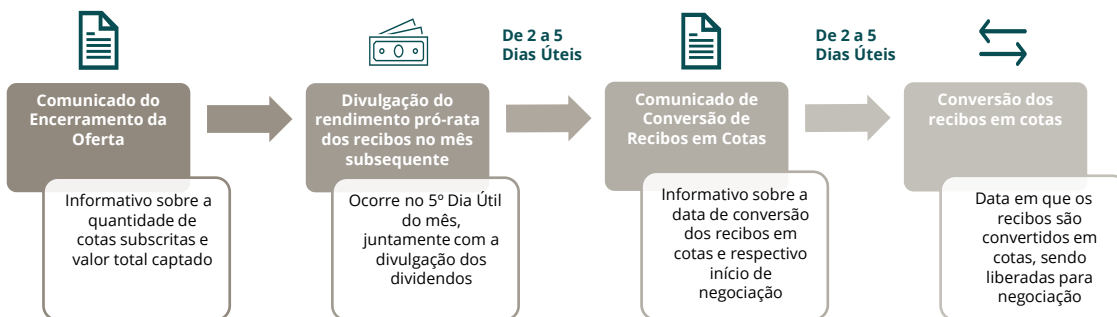 Comunicado do
Encerramento da
Oferta
Informativo sobre a
quantidade de
cotas subscritas e
valor total captado
Divulgação do
rendimento pró-rata
dos recibos no mês
subsequente
Ocorre no 5º Dia Útil
do mês,
juntamente com a
divulgação dos
dividendos
De 2 a 5
Dias Úteis
Comunicado de
Conversão de
Recibos em Cotas
Informativo sobre a
data de conversão
dos recibos em
cotas e respectivo
início de
negociação
De 2 a 5
Dias Úteis
Conversão dos
recibos em cotas
Data em que os
recibos são
convertidos em
cotas, sendo
liberadas para
negociação